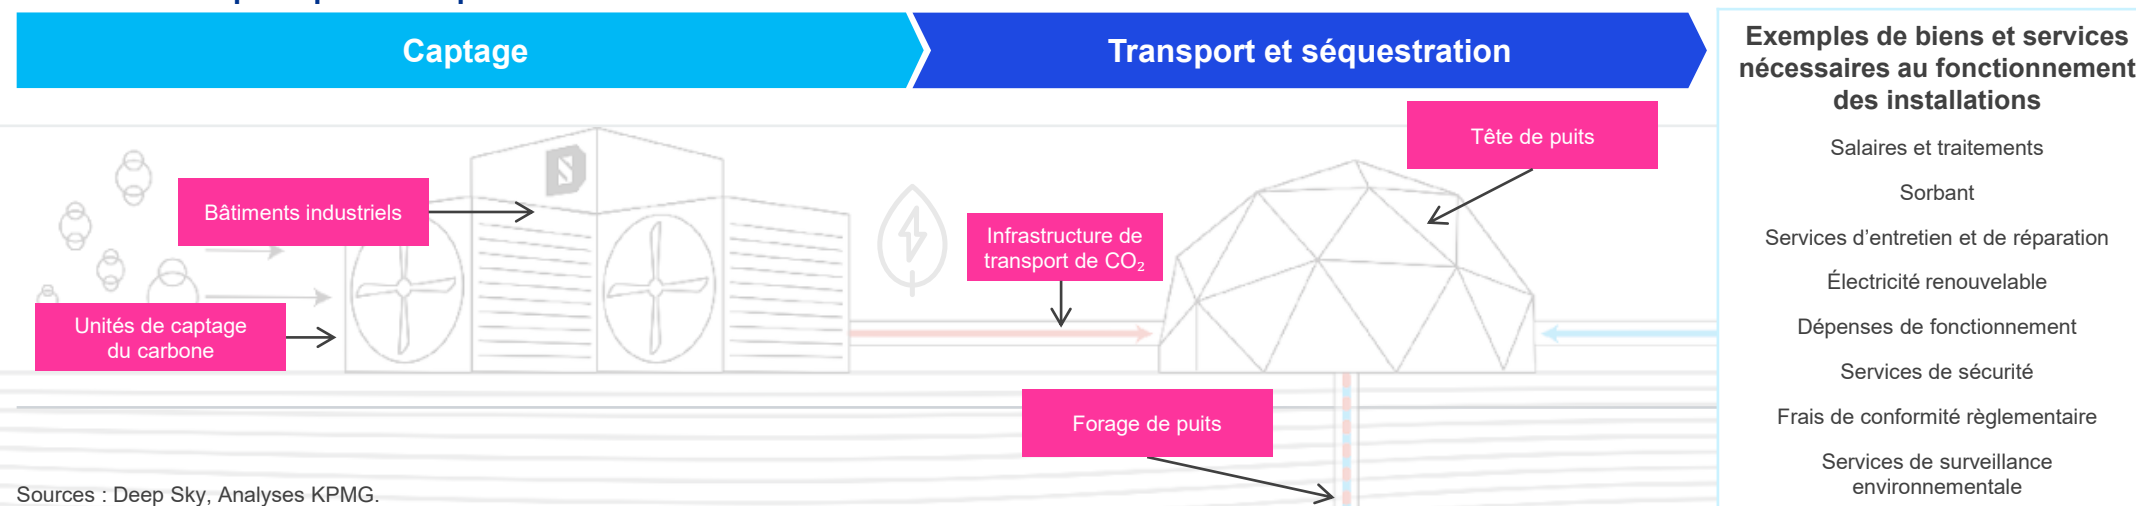 Captage
Transport et séquestration
Bâtiments industriels
Unités de captage
du carbone
Infrastructure de
transport de CO₂
Tête de puits
Forage de puits
Sources : Deep Sky, Analyses KPMG.
Exemples de biens et services
nécessaires au fonctionnement
des installations
Salaires et traitements
Sorbant
Services d'entretien et de réparation
Électricité renouvelable
Dépenses de fonctionnement
Services de sécurité
Frais de conformité règlementaire
Services de surveillance
environnementale